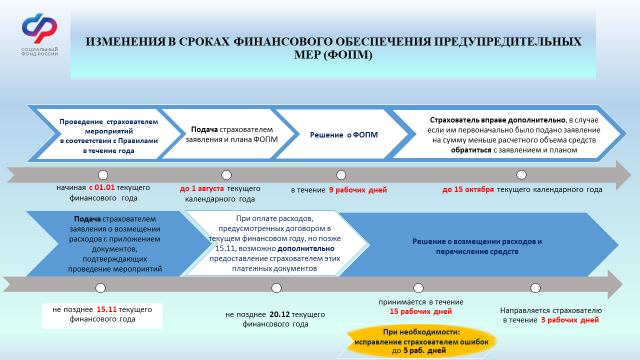 СОЦИАЛЬНЫЙ
ФОНД РОССИИ
ИЗМЕНЕНИЯ В СРОКАХ ФИНАНСОВОГО ОБЕСПЕЧЕНИЯ ПРЕДУПРЕДИТЕЛЬНЫХ
МЕР (ФОПМ)
Проведение страхователем
мероприятий
в соответствии с Правилами
в течение года
Подача страхователем
заявления и плана ФОПМ
Решение о ФОПМ
Страхователь вправе дополнительно, в случае
если им первоначально было подано заявление
на сумму меньше расчетного объема средств
обратиться с заявлением и планом
начиная с 01.01 текущего
финансового года
до 1 августа текущего
календарного года
в течение 9 рабочих дней
до 15 октября текущего календарного года
Подача страхователем
заявления о возмещении
расходов с приложением
документов,
подтверждающих
проведение мероприятий
При оплате расходов,
предусмотренных договором в
текущем финансовом году, но позже
15.11, возможно дополнительно
предоставление страхователем этих
платежных документов
Решение о возмещении расходов и
перечисление средств
не позднее 15.11 текущего
финансового года
не позднее 20.12 текущего
финансового года
принимается в течение
15 рабочих дней
Направляется страхователю
в течение 3 рабочих дней
При необходимости:
исправление страхователем ошибок
до 5 раб. дней